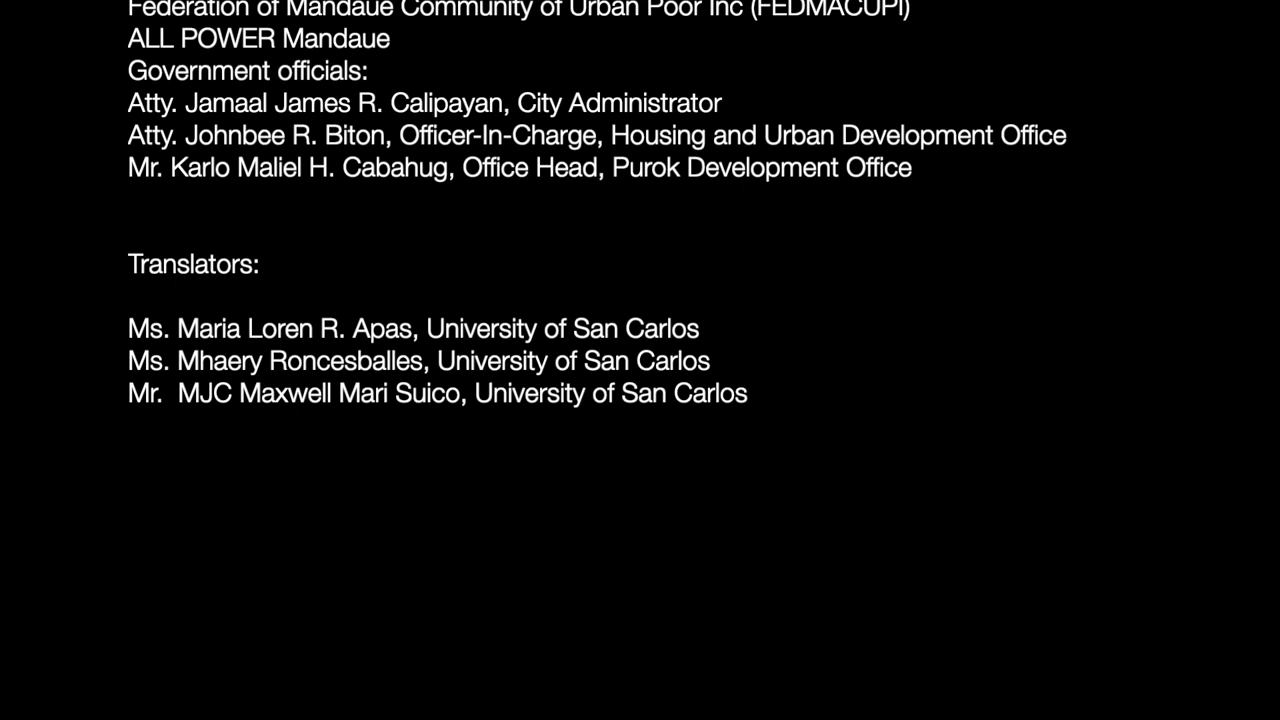 Federation of Mandaue Community of Urban Poor Inc (FEDMACUPI)
ALL POWER Mandaue
Government officials:
Atty. Jamaal James R. Calipayan, City Administrator
Atty. Johnbee R. Biton, Officer-In-Charge, Housing and Urban Development Office
Mr. Karlo Maliel H. Cabahug, Office Head, Purok Development Office
Translators:
Ms. Maria Loren R. Apas, University of San Carlos
Ms. Mhaery Roncesballes, University of San Carlos
Mr.  MJC Maxwell Mari Suico, University of San Carlos